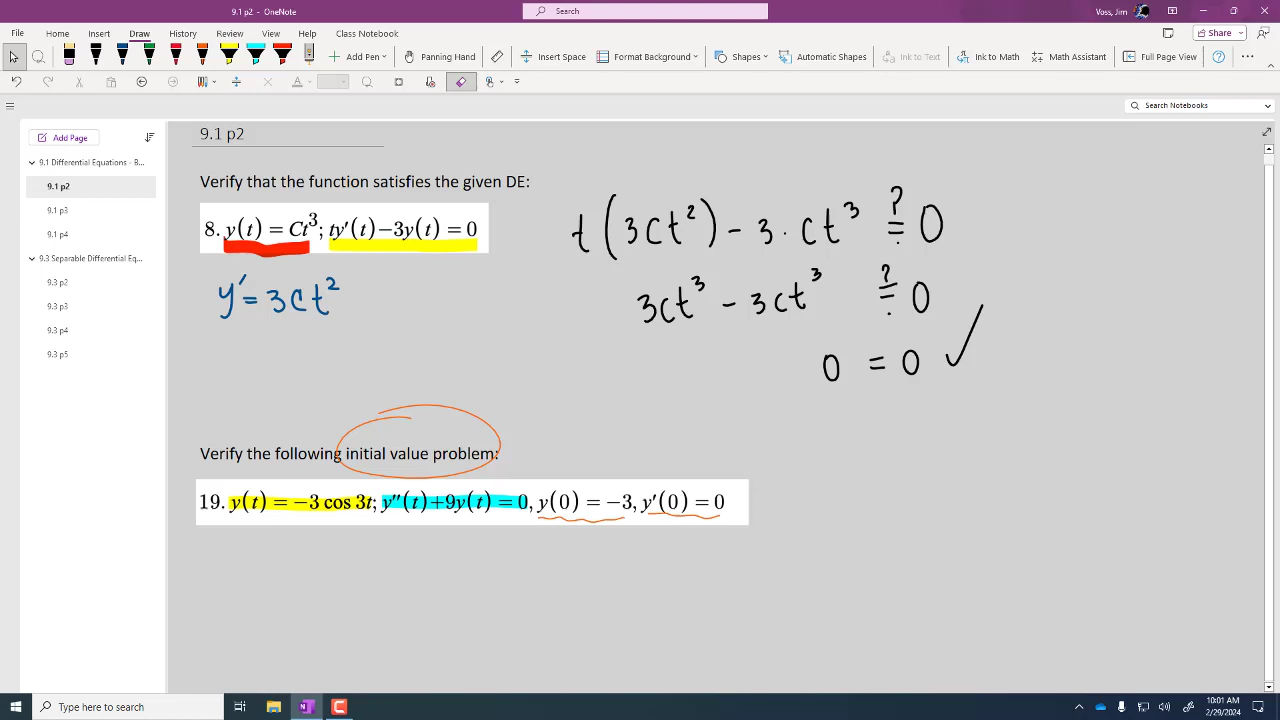 9.1 p2 - OneNote
Search
Voss, Jim
File Home Insert Draw History Review View Help Class Notebook
Share
Add Pen Panning Hand Insert Space Format Background Shapes Automatic Shapes Ink to Text Ink to Math Math Assistant Full Page View
Search Notebooks
Add Page
9.1 Differential Equations - B...
9.1 p2
9.1 p3
9.1 p4
9.3 Separable Differential Eq...
9.3 p2
9.3 p3
9.3 p4
9.3 p5
9.1 p2
Verify that the function satisfies the given DE:
8. y(t) = Ct³; ty′(t)−3y(t) = 0
y′ = 3Ct²
t(3Ct²) − 3·Ct³ ≟ 0
3Ct³ − 3Ct³ ≟ 0
0 = 0 ✓
Verify the following initial value problem:
19. y(t) = −3 cos 3t; y″(t)+9y(t) = 0, y(0) = −3, y′(0) = 0
Type here to search
10:01 AM
2/29/2024